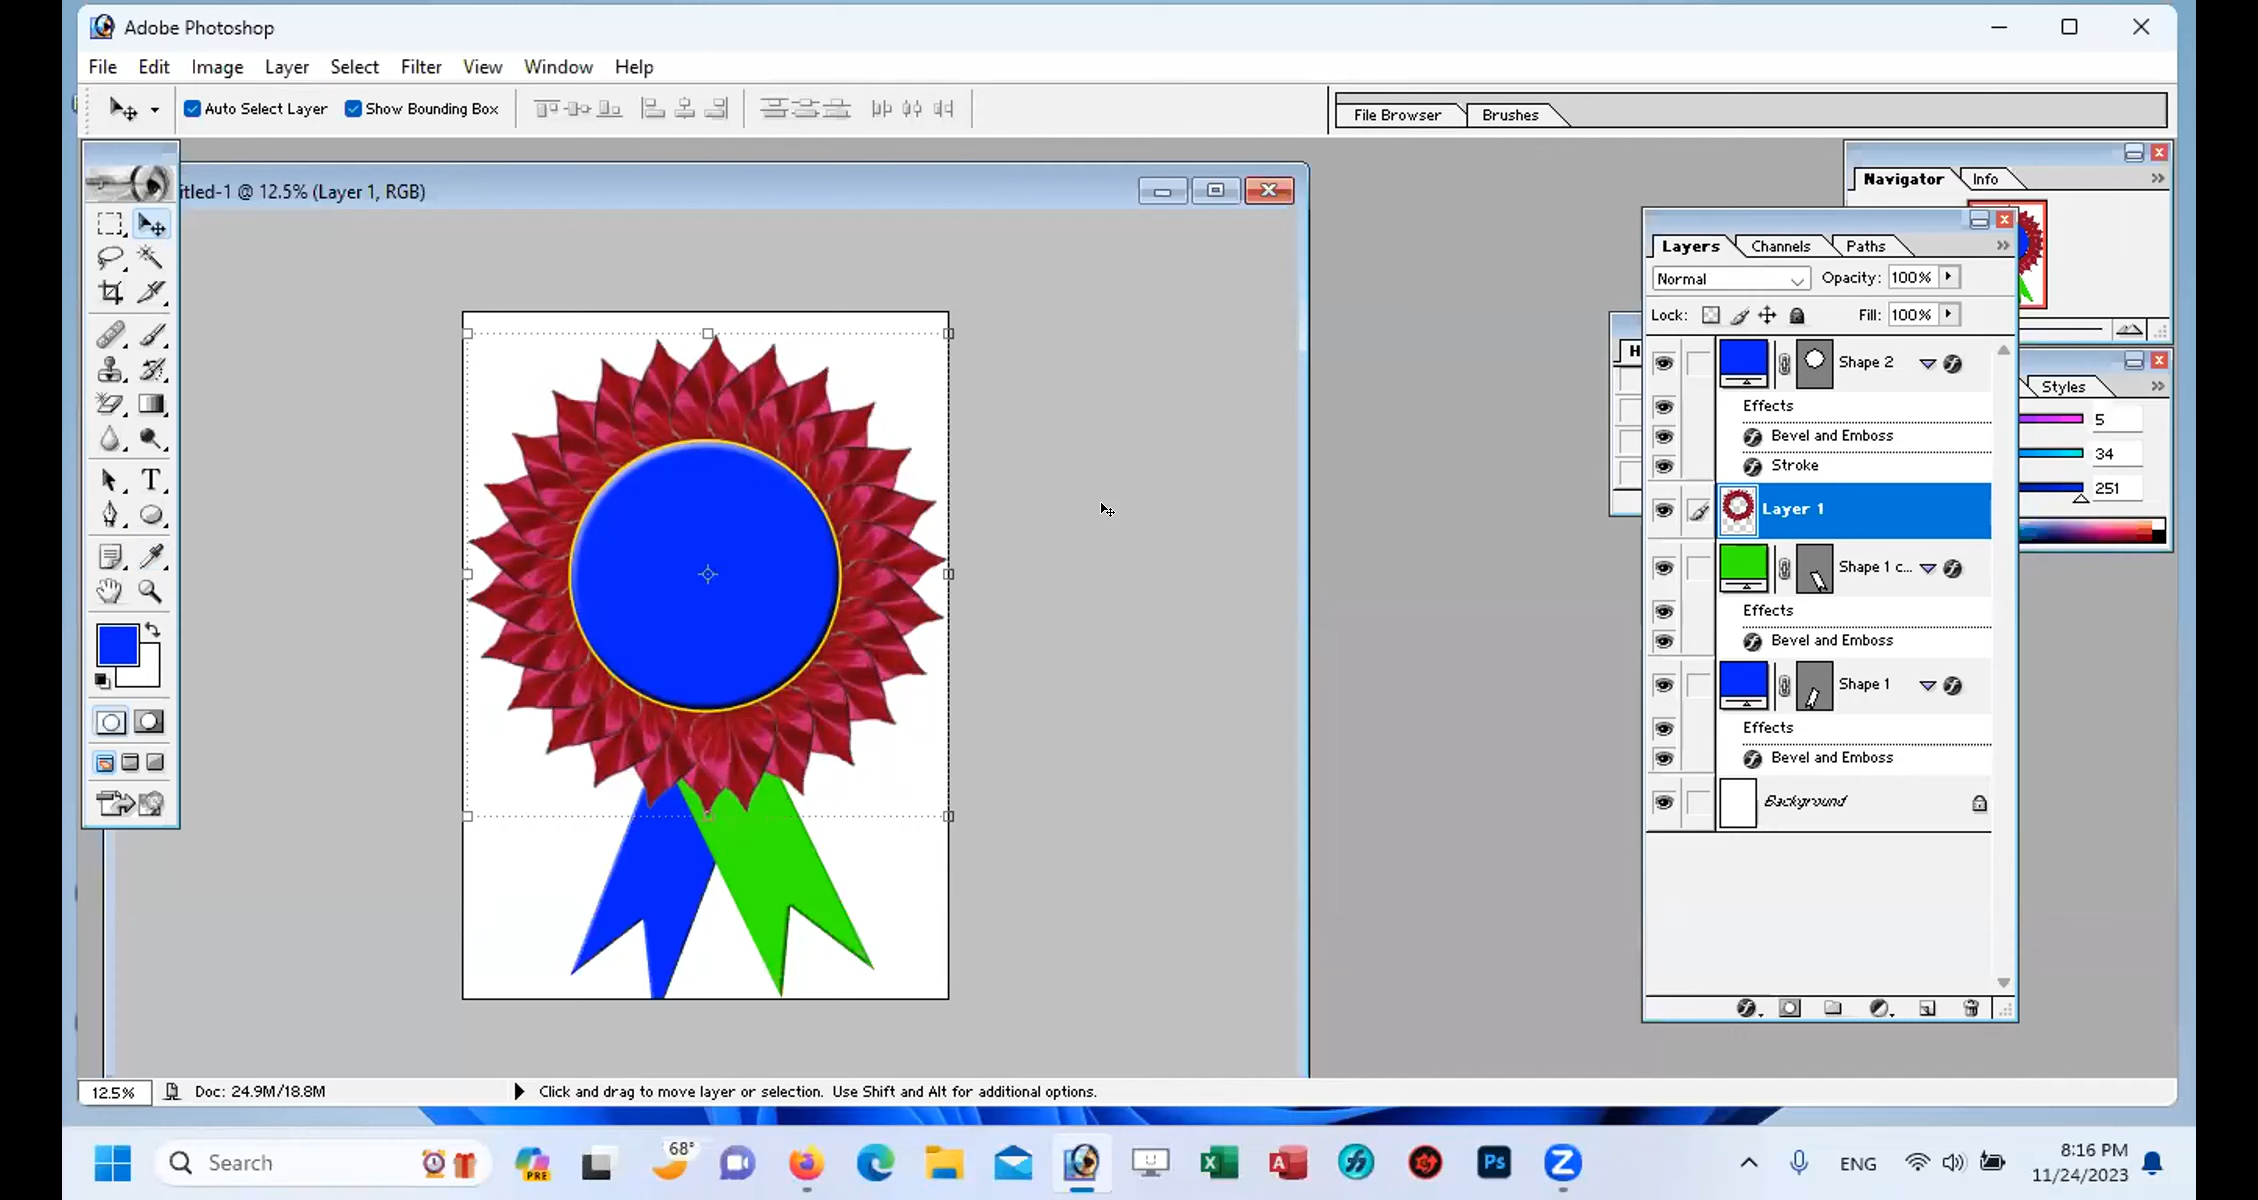 Adobe Photoshop
File Edit Image Layer Select Filter View Window Help
Auto Select Layer Show Bounding Box
File Browser Brushes
itled-1 @ 12.5% (Layer 1, RGB)
Navigator Info
Layers Channels Paths
Normal Opacity: 100%
Lock: Fill: 100%
H
Shape 2
Effects
Bevel and Emboss
Stroke
Layer 1
Shape 1 c...
Effects
Bevel and Emboss
Shape 1
Effects
Bevel and Emboss
Background
Styles
5
34
251
12.5% Doc: 24.9M/18.8M Click and drag to move layer or selection. Use Shift and Alt for additional options.
Search
PRE
68°
Ps
ENG
8:16 PM
11/24/2023